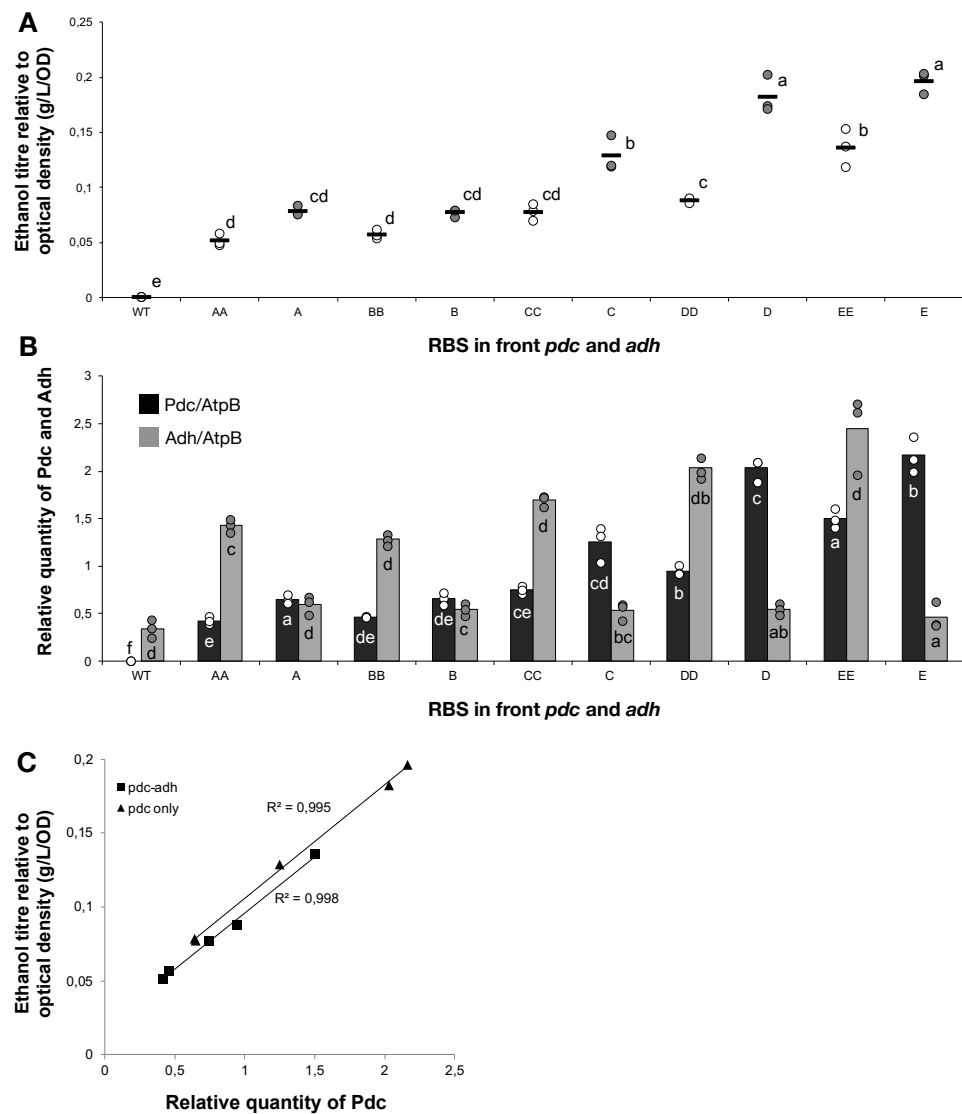 A
Ethanol titre relative to
optical density (g/L/OD)
0,25
0,2
0,15
0,1
0,05
0
e
d
cd
d
cd
cd
b
c
a
b
a
WT AA A BB B CC C DD D EE E
RBS in front pdc and adh
B
Relative quantity of Pdc and Adh
3
2,5
2
1,5
1
0,5
0
Pdc/AtpB
Adh/AtpB
f d e c a d de d de c ce d cd bc b db c ab a d b a
WT AA A BB B CC C DD D EE E
RBS in front pdc and adh
C
Ethanol titre relative to
optical density (g/L/OD)
0,2
0,15
0,1
0,05
0
pdc-adh
pdc only
R² = 0,995
R² = 0,998
0 0,5 1 1,5 2 2,5
Relative quantity of Pdc